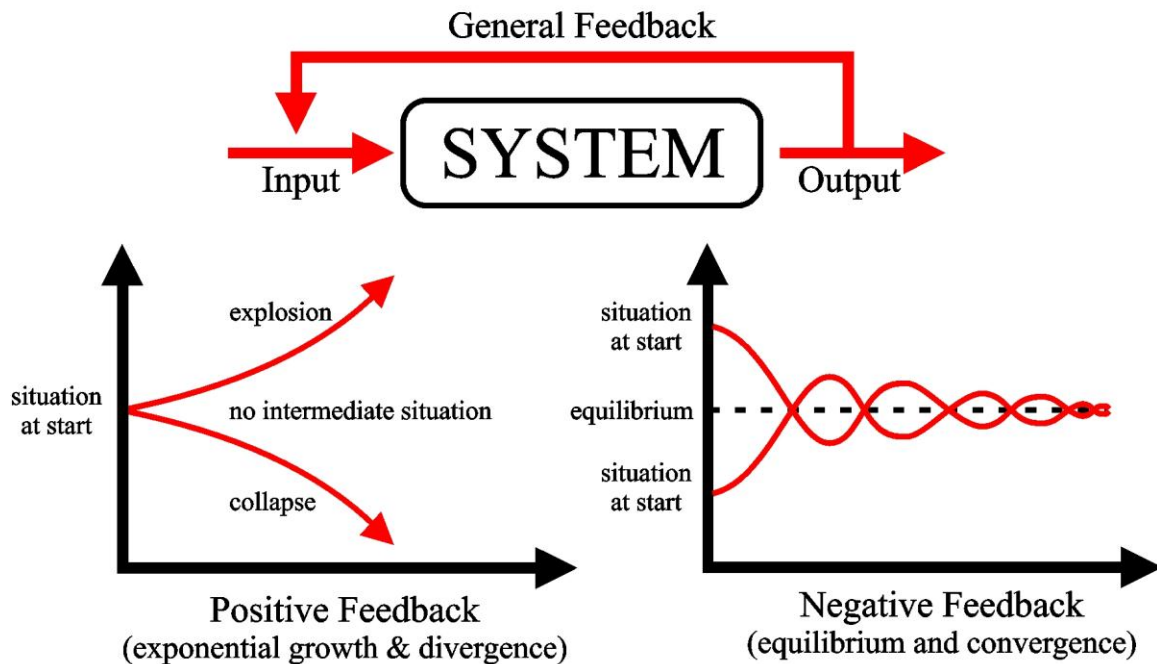 General Feedback
SYSTEM
Input
Output
explosion
situation
at start
no intermediate situation
collapse
Positive Feedback
(exponential growth & divergence)
situation
at start
equilibrium
situation
at start
Negative Feedback
(equilibrium and convergence)